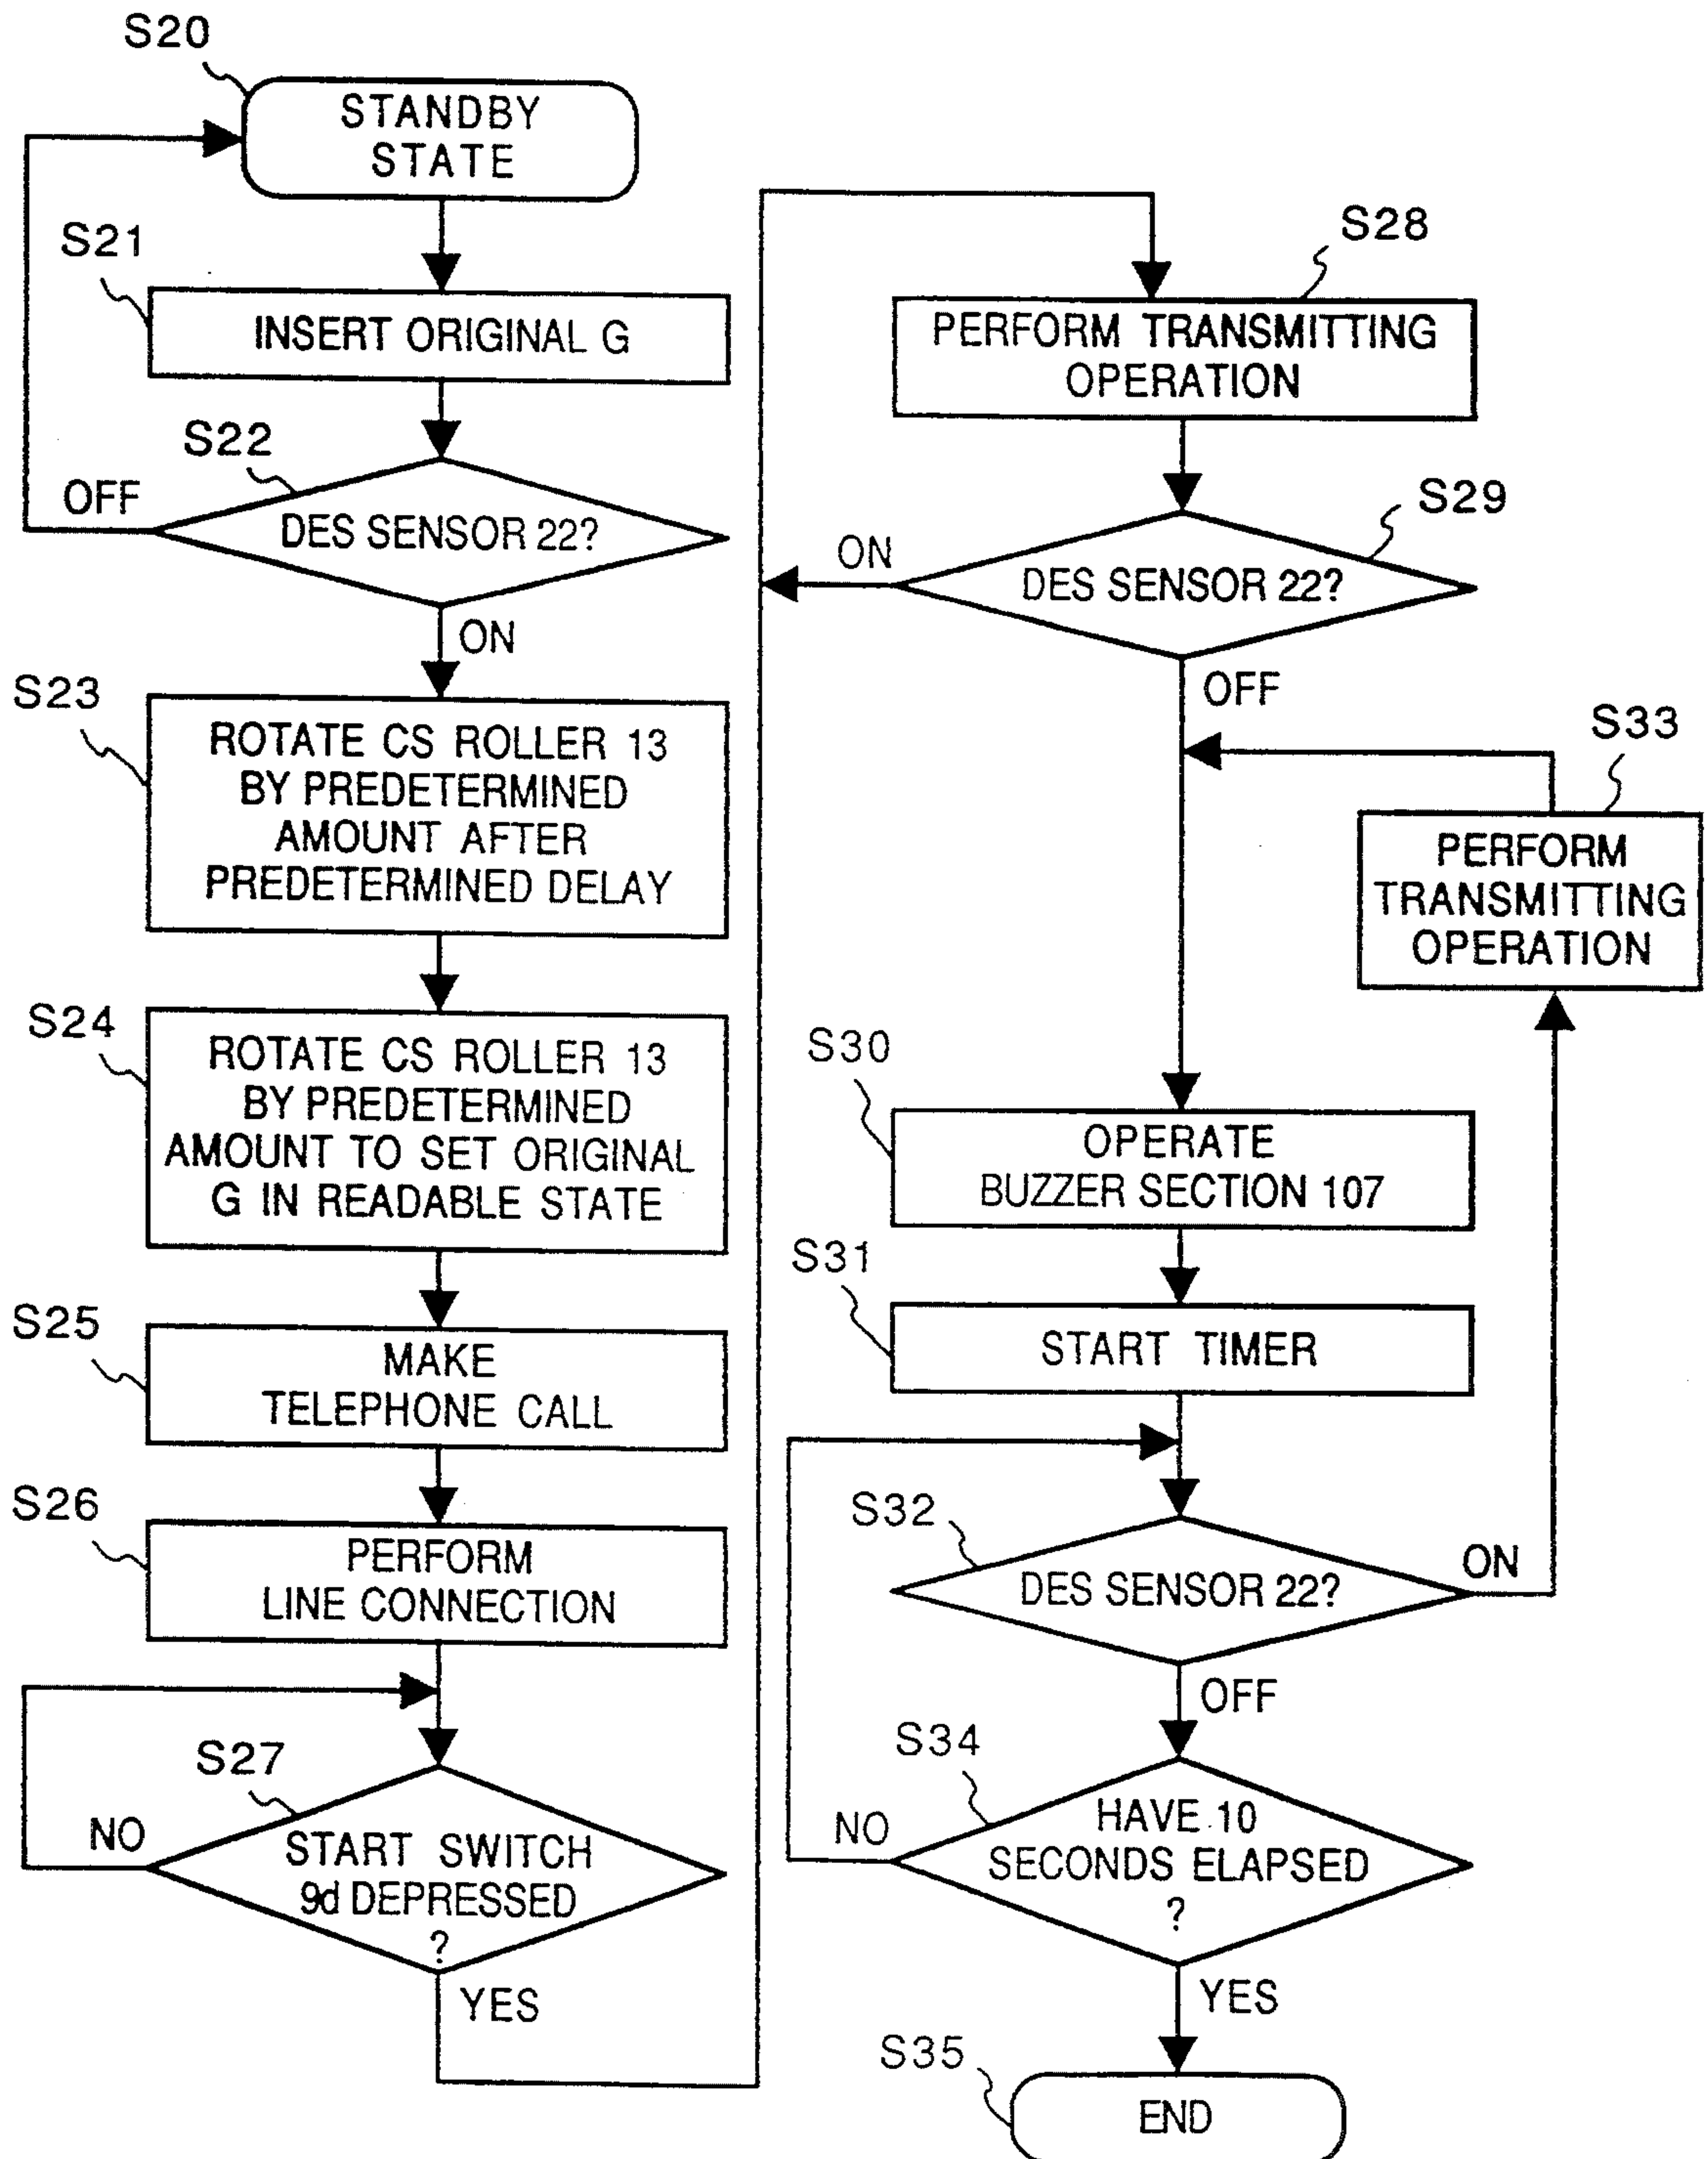 S20
STANDBY
STATE
S21
INSERT ORIGINAL G
S22
OFF
DES SENSOR 22?
ON
S23
ROTATE CS ROLLER 13
BY PREDETERMINED
AMOUNT AFTER
PREDETERMINED DELAY
S24
ROTATE CS ROLLER 13
BY PREDETERMINED
AMOUNT TO SET ORIGINAL
G IN READABLE STATE
S25
MAKE
TELEPHONE CALL
S26
PERFORM
LINE CONNECTION
S27
NO
START SWITCH
9d DEPRESSED
?
YES
S28
PERFORM TRANSMITTING
OPERATION
S29
ON
DES SENSOR 22?
OFF
S33
PERFORM
TRANSMITTING
OPERATION
S30
OPERATE
BUZZER SECTION 107
S31
START TIMER
S32
DES SENSOR 22?
ON
OFF
S34
NO
HAVE 10
SECONDS ELAPSED
?
YES
S35
END